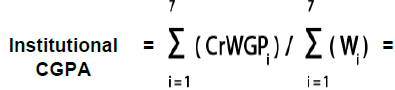 7 7
Institutional CGPA = ∑ ( CrWGPᵢ ) / ∑ ( Wᵢ ) =
i=1 i=1